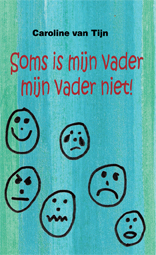 Caroline van Tijn
Soms is mijn vader
mijn vader niet!